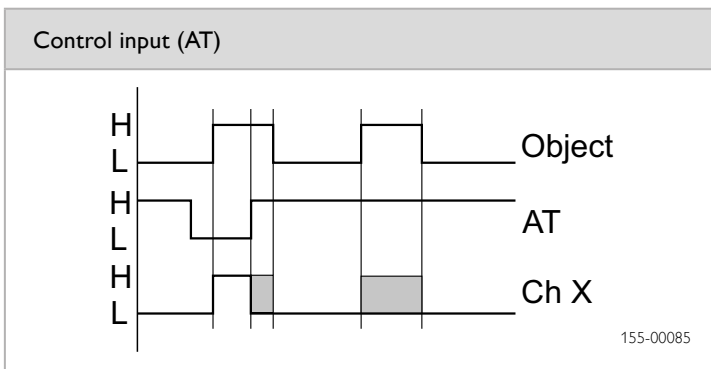 Control input (AT)
H
L
Object
H
L
AT
H
L
Ch X
155-00085